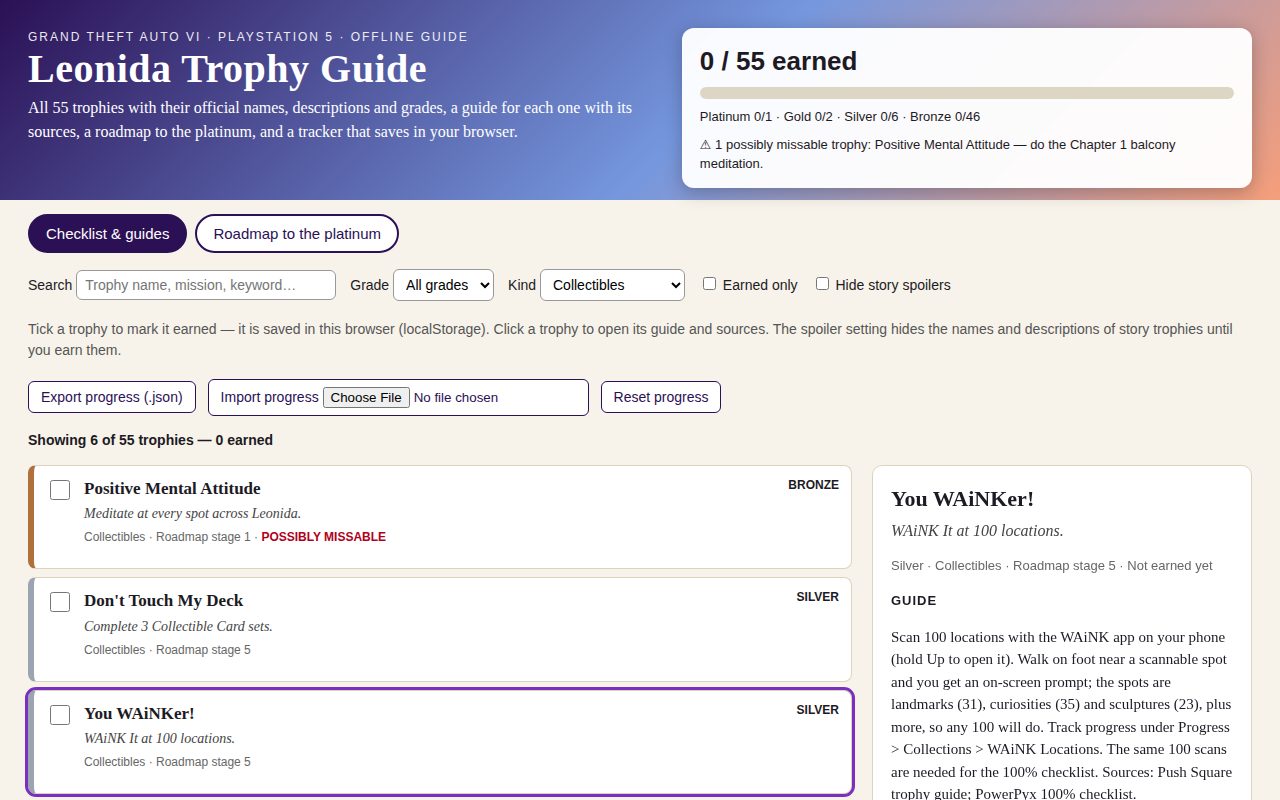 GRAND THEFT AUTO VI · PLAYSTATION 5 · OFFLINE GUIDE
Leonida Trophy Guide
All 55 trophies with their official names, descriptions and grades, a guide for each one with its
sources, a roadmap to the platinum, and a tracker that saves in your browser.
0 / 55 earned
Platinum 0/1 · Gold 0/2 · Silver 0/6 · Bronze 0/46
⚠ 1 possibly missable trophy: Positive Mental Attitude — do the Chapter 1 balcony
meditation.
Checklist & guides
Roadmap to the platinum
Search Trophy name, mission, keyword… Grade All grades Kind Collectibles Earned only Hide story spoilers
Tick a trophy to mark it earned — it is saved in this browser (localStorage). Click a trophy to open its guide and sources. The spoiler setting hides the names and descriptions of story trophies until
you earn them.
Export progress (.json)
Import progress Choose File No file chosen
Reset progress
Showing 6 of 55 trophies — 0 earned
Positive Mental Attitude
BRONZE
Meditate at every spot across Leonida.
Collectibles · Roadmap stage 1 · POSSIBLY MISSABLE
Don't Touch My Deck
SILVER
Complete 3 Collectible Card sets.
Collectibles · Roadmap stage 5
You WAiNKer!
SILVER
WAiNK It at 100 locations.
Collectibles · Roadmap stage 5
You WAiNKer!
WAiNK It at 100 locations.
Silver · Collectibles · Roadmap stage 5 · Not earned yet
GUIDE
Scan 100 locations with the WAiNK app on your phone
(hold Up to open it). Walk on foot near a scannable spot
and you get an on-screen prompt; the spots are
landmarks (31), curiosities (35) and sculptures (23), plus
more, so any 100 will do. Track progress under Progress
> Collections > WAiNK Locations. The same 100 scans
are needed for the 100% checklist. Sources: Push Square
trophy guide; PowerPyx 100% checklist.